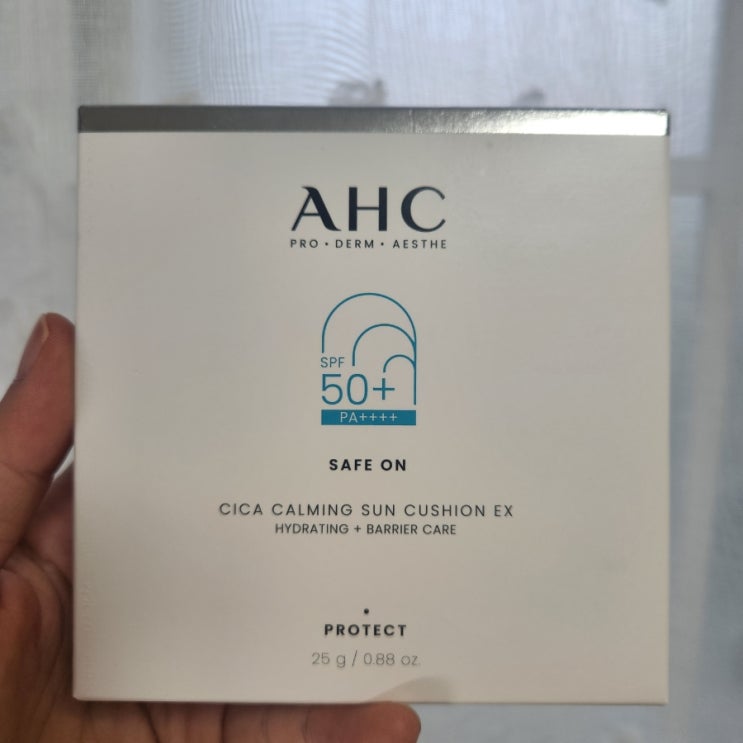 AHC
PRO • DERM • AESTHE
SPF
50+
PA++++
SAFE ON
CICA CALMING SUN CUSHION EX
HYDRATING + BARRIER CARE
PROTECT
25 g / 0.88 oz.